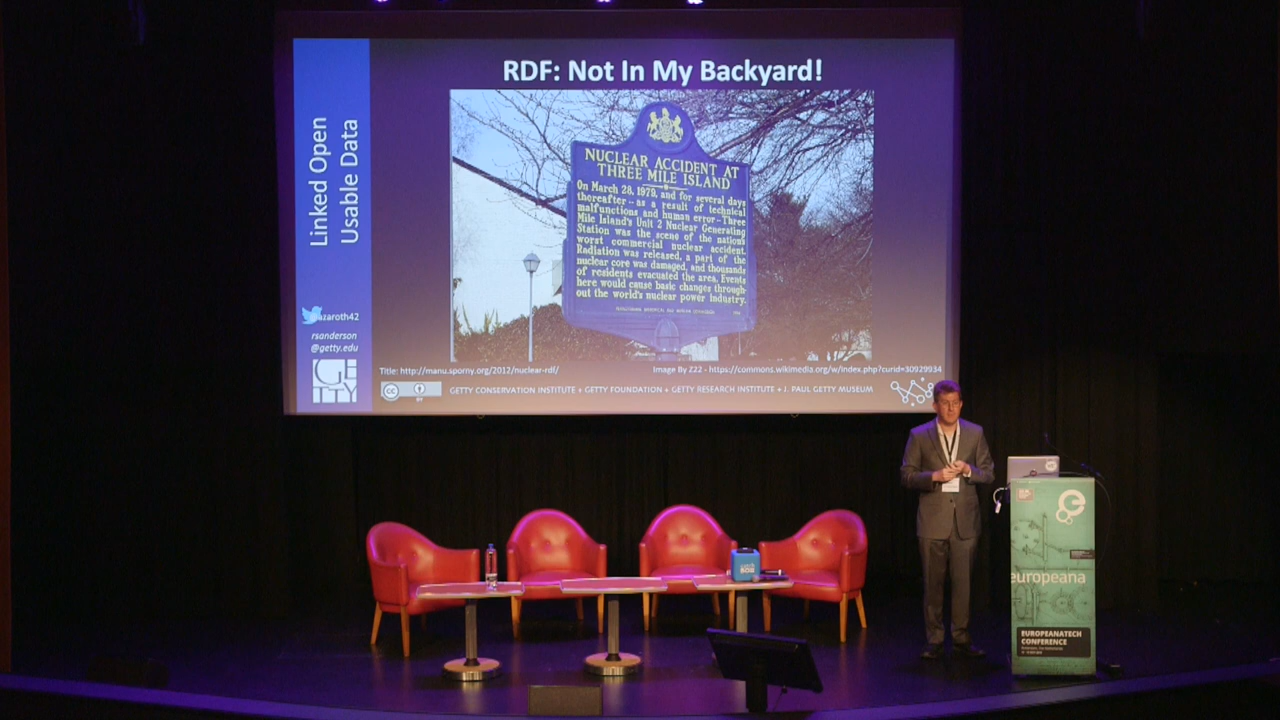 RDF: Not In My Backyard!
Linked Open
Usable Data
NUCLEAR ACCIDENT AT
THREE MILE ISLAND
On March 28, 1979, and for several days
thereafter--as a result of technical
malfunctions and human error--Three
Mile Island's Unit 2 Nuclear Generating
Station was the scene of the nation's
worst commercial nuclear accident.
Radiation was released, a part of the
nuclear core was damaged, and thousands
of residents evacuated the area. Events
here would cause basic changes through-
out the world's nuclear power industry.
azaroth42
rsanderson
@getty.edu
GETTY
Title: http://manu.sporny.org/2012/nuclear-rdf/
Image By Z22 - https://commons.wikimedia.org/w/index.php?curid=30929934
cc
BY
GETTY CONSERVATION INSTITUTE + GETTY FOUNDATION + GETTY RESEARCH INSTITUTE + J. PAUL GETTY MUSEUM
europeana
EUROPEANATECH
CONFERENCE